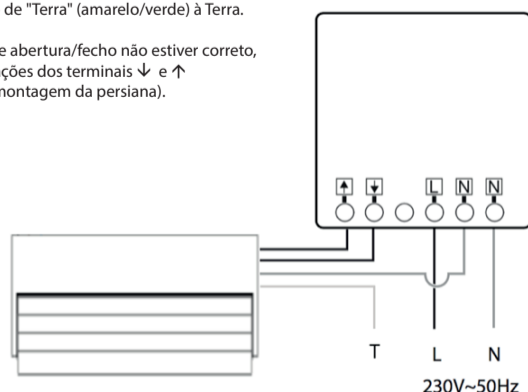 de "Terra" (amarelo/verde) à Terra.
e abertura/fecho não estiver correto,
ções dos terminais ↓ e ↑
montagem da persiana).
↑ ↓ L N N
T L N
230V~50Hz